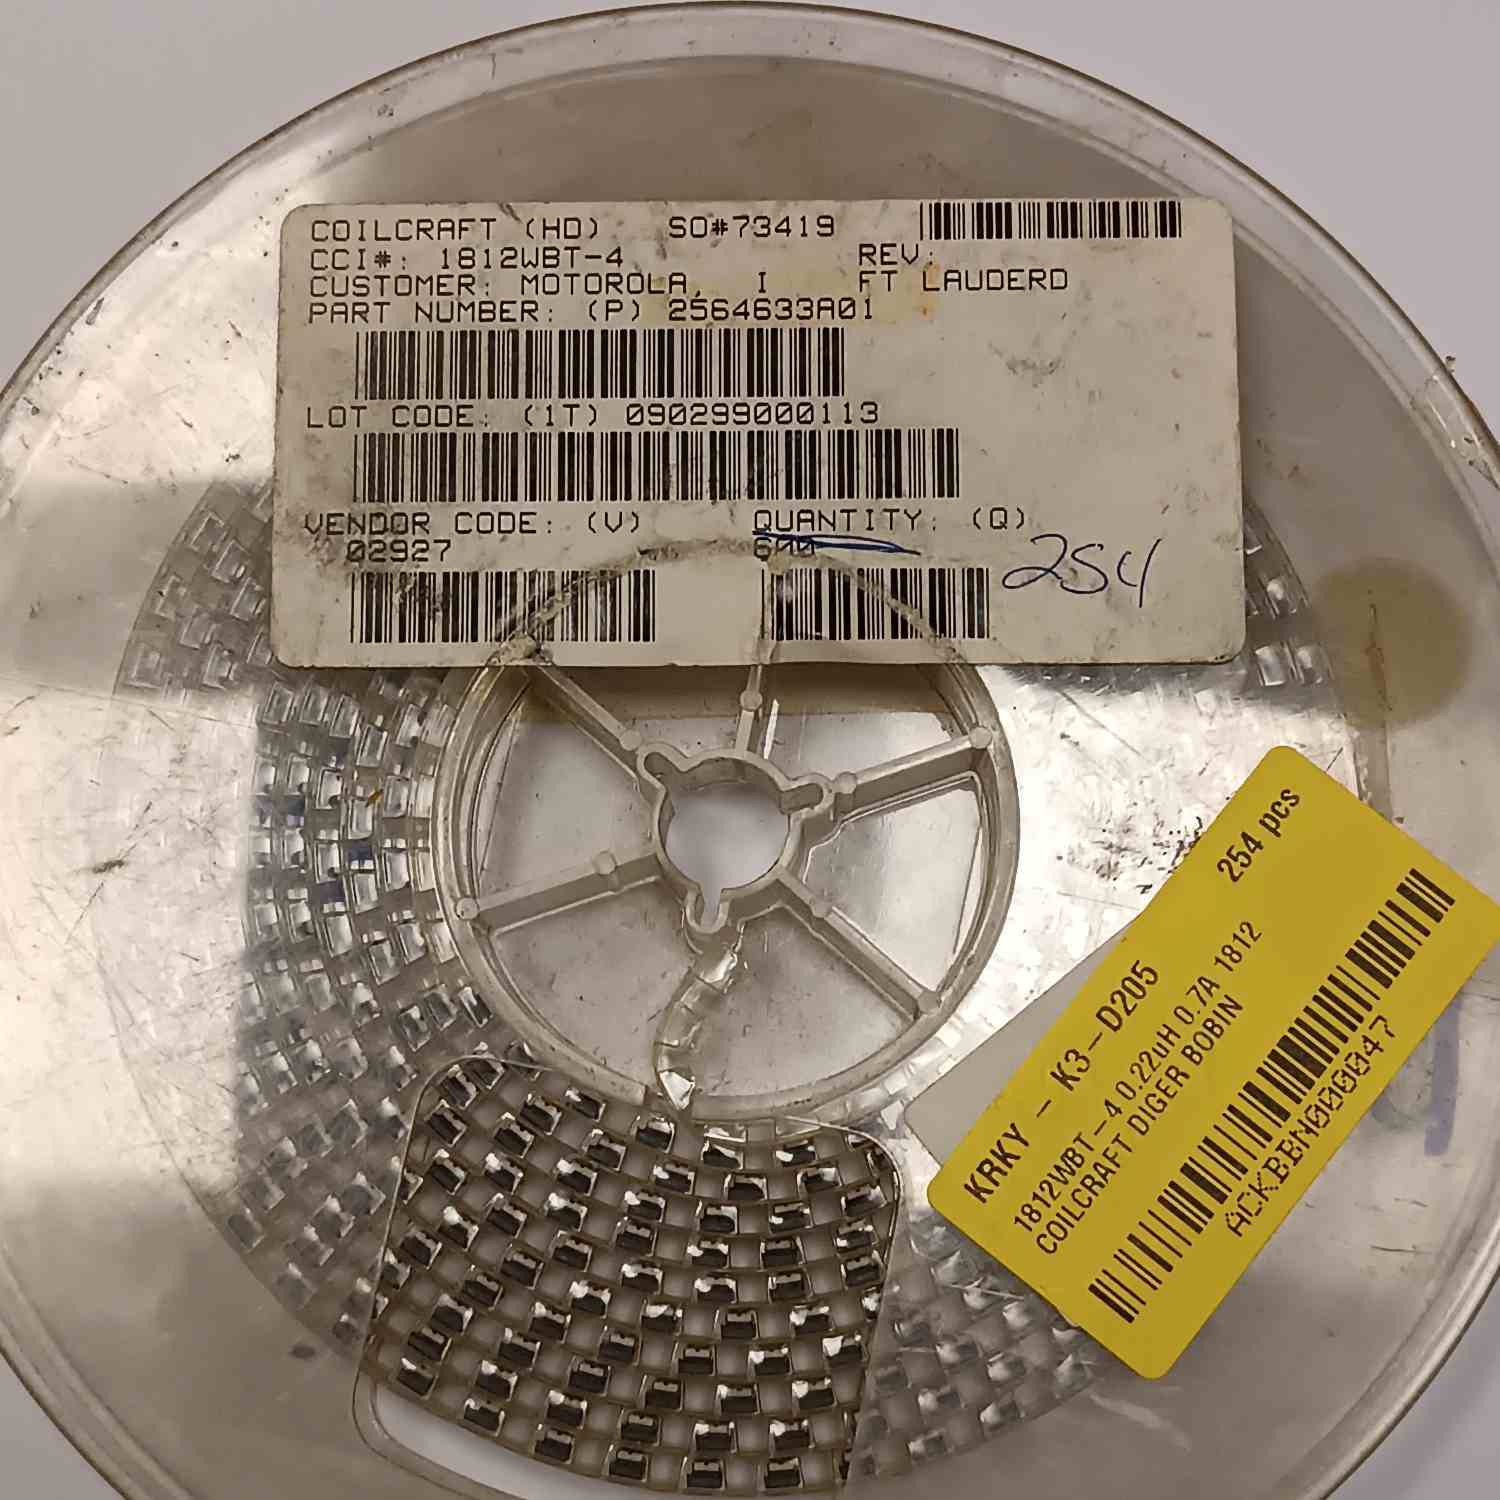 COILCRAFT (HD) SO#73419
CCI#: 1812WBT-4 REV:
CUSTOMER: MOTOROLA, I FT LAUDERD
PART NUMBER: (P) 2564633A01
LOT CODE: (1T) 090299000113
VENDOR CODE: (V) QUANTITY: (Q)
02927 600 254
254 pcs
KRKY - K3-D205
1812WBT-4 0.22uH 0.7A 1812
COILCRAFT DIGER BOBIN
ACKBBN000047